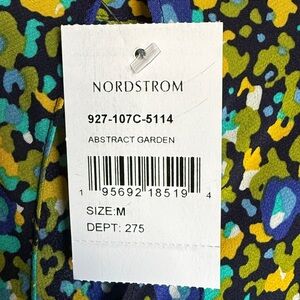 NORDSTROM
927-107C-5114
ABSTRACT GARDEN
1 95692 18519 4
SIZE:M
DEPT: 275